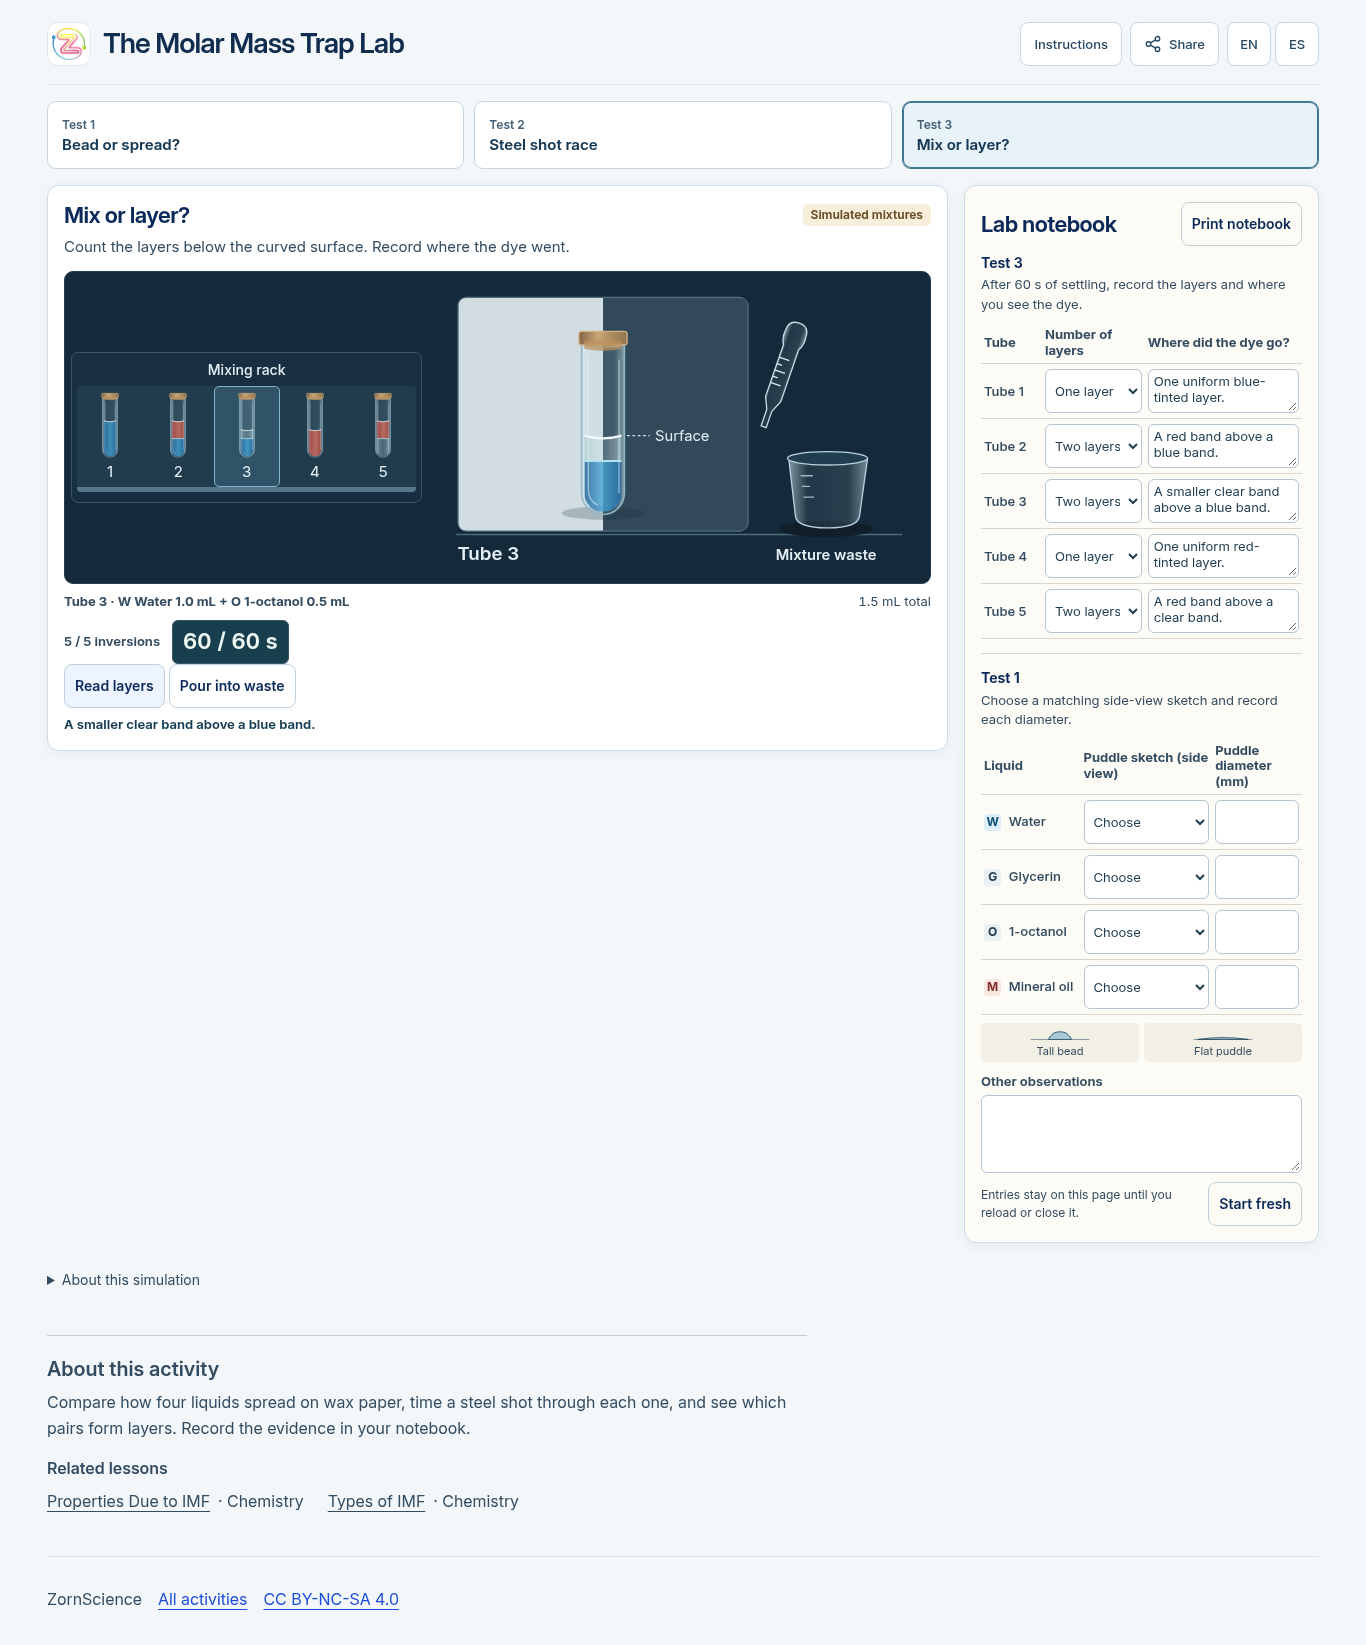 The Molar Mass Trap Lab
Instructions
Share
EN
ES
Test 1
Bead or spread?
Test 2
Steel shot race
Test 3
Mix or layer?
Mix or layer?
Simulated mixtures
Count the layers below the curved surface. Record where the dye went.
Mixing rack
1 2 3 4 5
Surface
Tube 3
Mixture waste
Tube 3 · W Water 1.0 mL + O 1-octanol 0.5 mL
1.5 mL total
5 / 5 inversions
60 / 60 s
Read layers
Pour into waste
A smaller clear band above a blue band.
Lab notebook
Print notebook
Test 3
After 60 s of settling, record the layers and where
you see the dye.
Tube
Number of
layers
Where did the dye go?
Tube 1
One layer
One uniform blue-
tinted layer.
Tube 2
Two layers
A red band above a
blue band.
Tube 3
Two layers
A smaller clear band
above a blue band.
Tube 4
One layer
One uniform red-
tinted layer.
Tube 5
Two layers
A red band above a
clear band.
Test 1
Choose a matching side-view sketch and record
each diameter.
Liquid
Puddle sketch (side
view)
Puddle
diameter
(mm)
W Water
Choose
G Glycerin
Choose
O 1-octanol
Choose
M Mineral oil
Choose
Tall bead
Flat puddle
Other observations
Entries stay on this page until you
reload or close it.
Start fresh
About this simulation
About this activity
Compare how four liquids spread on wax paper, time a steel shot through each one, and see which
pairs form layers. Record the evidence in your notebook.
Related lessons
Properties Due to IMF · Chemistry Types of IMF · Chemistry
ZornScience All activities CC BY-NC-SA 4.0